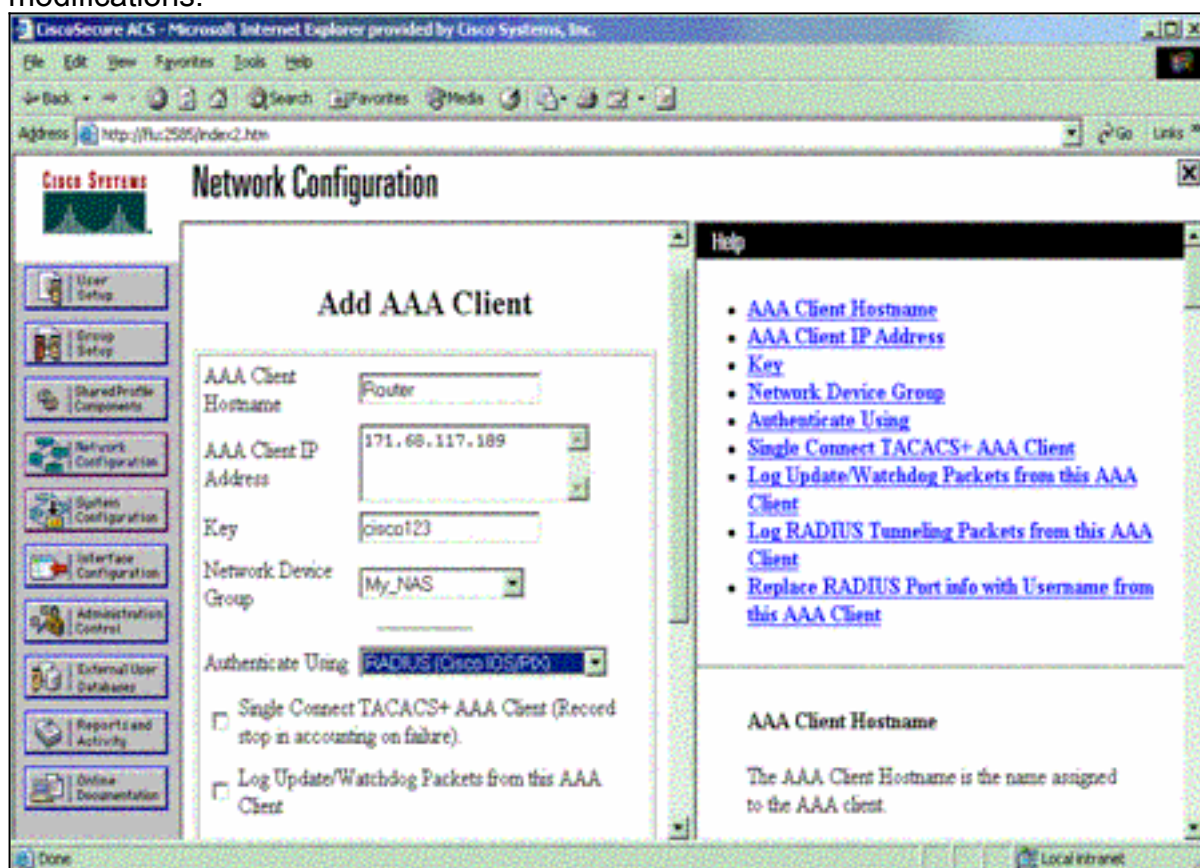 modifications.
CiscoSecure ACS - Microsoft Internet Explorer provided by Cisco Systems, Inc.
File Edit View Favorites Tools Help
Back Search Favorites Media
Address http://flu:2585/index2.htm Go Links »
CISCO SYSTEMS
Network Configuration
User
Setup
Group
Setup
Shared Profile
Components
Network
Configuration
System
Configuration
Interface
Configuration
Administration
Control
External User
Databases
Reports and
Activity
Online
Documentation
Add AAA Client
AAA Client
Hostname
Router
AAA Client IP
Address
171.68.117.189
Key
cisco123
Network Device
Group
My_NAS
Authenticate Using
RADIUS (Cisco IOS/PIX)
Single Connect TACACS+ AAA Client (Record
stop in accounting on failure).
Log Update/Watchdog Packets from this AAA
Client
Help
• AAA Client Hostname
• AAA Client IP Address
• Key
• Network Device Group
• Authenticate Using
• Single Connect TACACS+ AAA Client
• Log Update/Watchdog Packets from this AAA
Client
• Log RADIUS Tunneling Packets from this AAA
Client
• Replace RADIUS Port info with Username from
this AAA Client
AAA Client Hostname
The AAA Client Hostname is the name assigned
to the AAA client.
Done
Local intranet